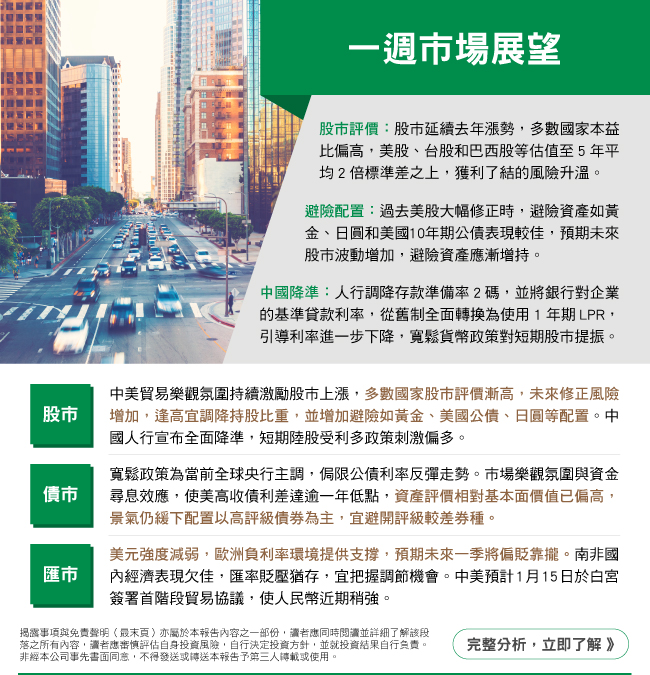 一週市場展望
股市評價：股市延續去年漲勢，多數國家本益
比偏高，美股、台股和巴西股等估值至 5 年平
均 2 倍標準差之上，獲利了結的風險升溫。
避險配置：過去美股大幅修正時，避險資產如黃
金、日圓和美國10年期公債表現較佳，預期未來
股市波動增加，避險資產應漸增持。
中國降準：人行調降存款準備率 2 碼，並將銀行對企業
的基準貸款利率，從舊制全面轉換為使用 1 年期 LPR，
引導利率進一步下降，寬鬆貨幣政策對短期股市提振。
股市
中美貿易樂觀氛圍持續激勵股市上漲，多數國家股市評價漸高，未來修正風險
增加，逢高宜調降持股比重，並增加避險如黃金、美國公債、日圓等配置。中
國人行宣布全面降準，短期陸股受利多政策刺激偏多。
債市
寬鬆政策為當前全球央行主調，侷限公債利率反彈走勢。市場樂觀氛圍與資金
尋息效應，使美高收債利差達逾一年低點，資產評價相對基本面價值已偏高，
景氣仍緩下配置以高評級債券為主，宜避開評級較差券種。
匯市
美元強度減弱，歐洲負利率環境提供支撐，預期未來一季將偏貶靠攏。南非國
內經濟表現欠佳，匯率貶壓猶存，宜把握調節機會。中美預計1月15日於白宮
簽署首階段貿易協議，使人民幣近期稍強。
揭露事項與免責聲明（最末頁）亦屬於本報告內容之一部份，讀者應同時閱讀並詳細了解該段
落之所有內容，讀者應審慎評估自身投資風險，自行決定投資方針，並就投資結果自行負責。
非經本公司事先書面同意，不得發送或轉送本報告予第三人轉載或使用。
完整分析，立即了解 》